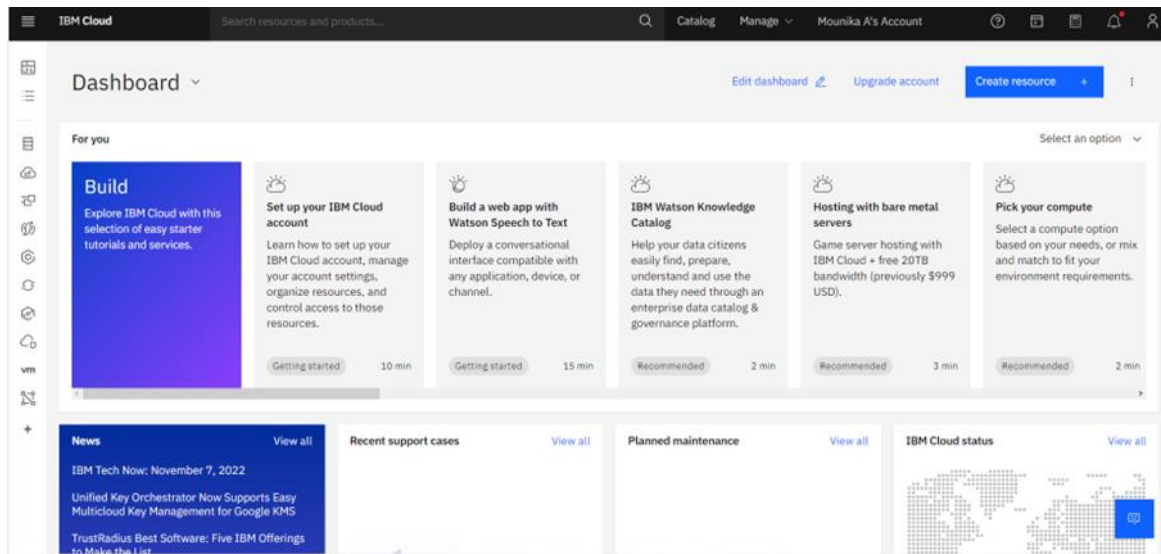 IBM Cloud
Search resources and products...
Catalog
Manage
Mounika A's Account
Dashboard
Edit dashboard
Upgrade account
Create resource +
For you
Select an option
Build
Explore IBM Cloud with this
selection of easy starter
tutorials and services.
Set up your IBM Cloud
account
Learn how to set up your
IBM Cloud account, manage
your account settings,
organize resources, and
control access to those
resources.
Getting started
10 min
Build a web app with
Watson Speech to Text
Deploy a conversational
interface compatible with
any application, device, or
channel.
Getting started
15 min
IBM Watson Knowledge
Catalog
Help your data citizens
easily find, prepare,
understand and use the
data they need through an
enterprise data catalog &
governance platform.
Recommended
2 min
Hosting with bare metal
servers
Game server hosting with
IBM Cloud + free 20TB
bandwidth (previously $999
USD).
Recommended
3 min
Pick your compute
Select a compute option
based on your needs, or mix
and match to fit your
environment requirements.
Recommended
2 min
vm
News
View all
IBM Tech Now: November 7, 2022
Unified Key Orchestrator Now Supports Easy
Multicloud Key Management for Google KMS
TrustRadius Best Software: Five IBM Offerings
to Make the List
Recent support cases
View all
Planned maintenance
View all
IBM Cloud status
View all